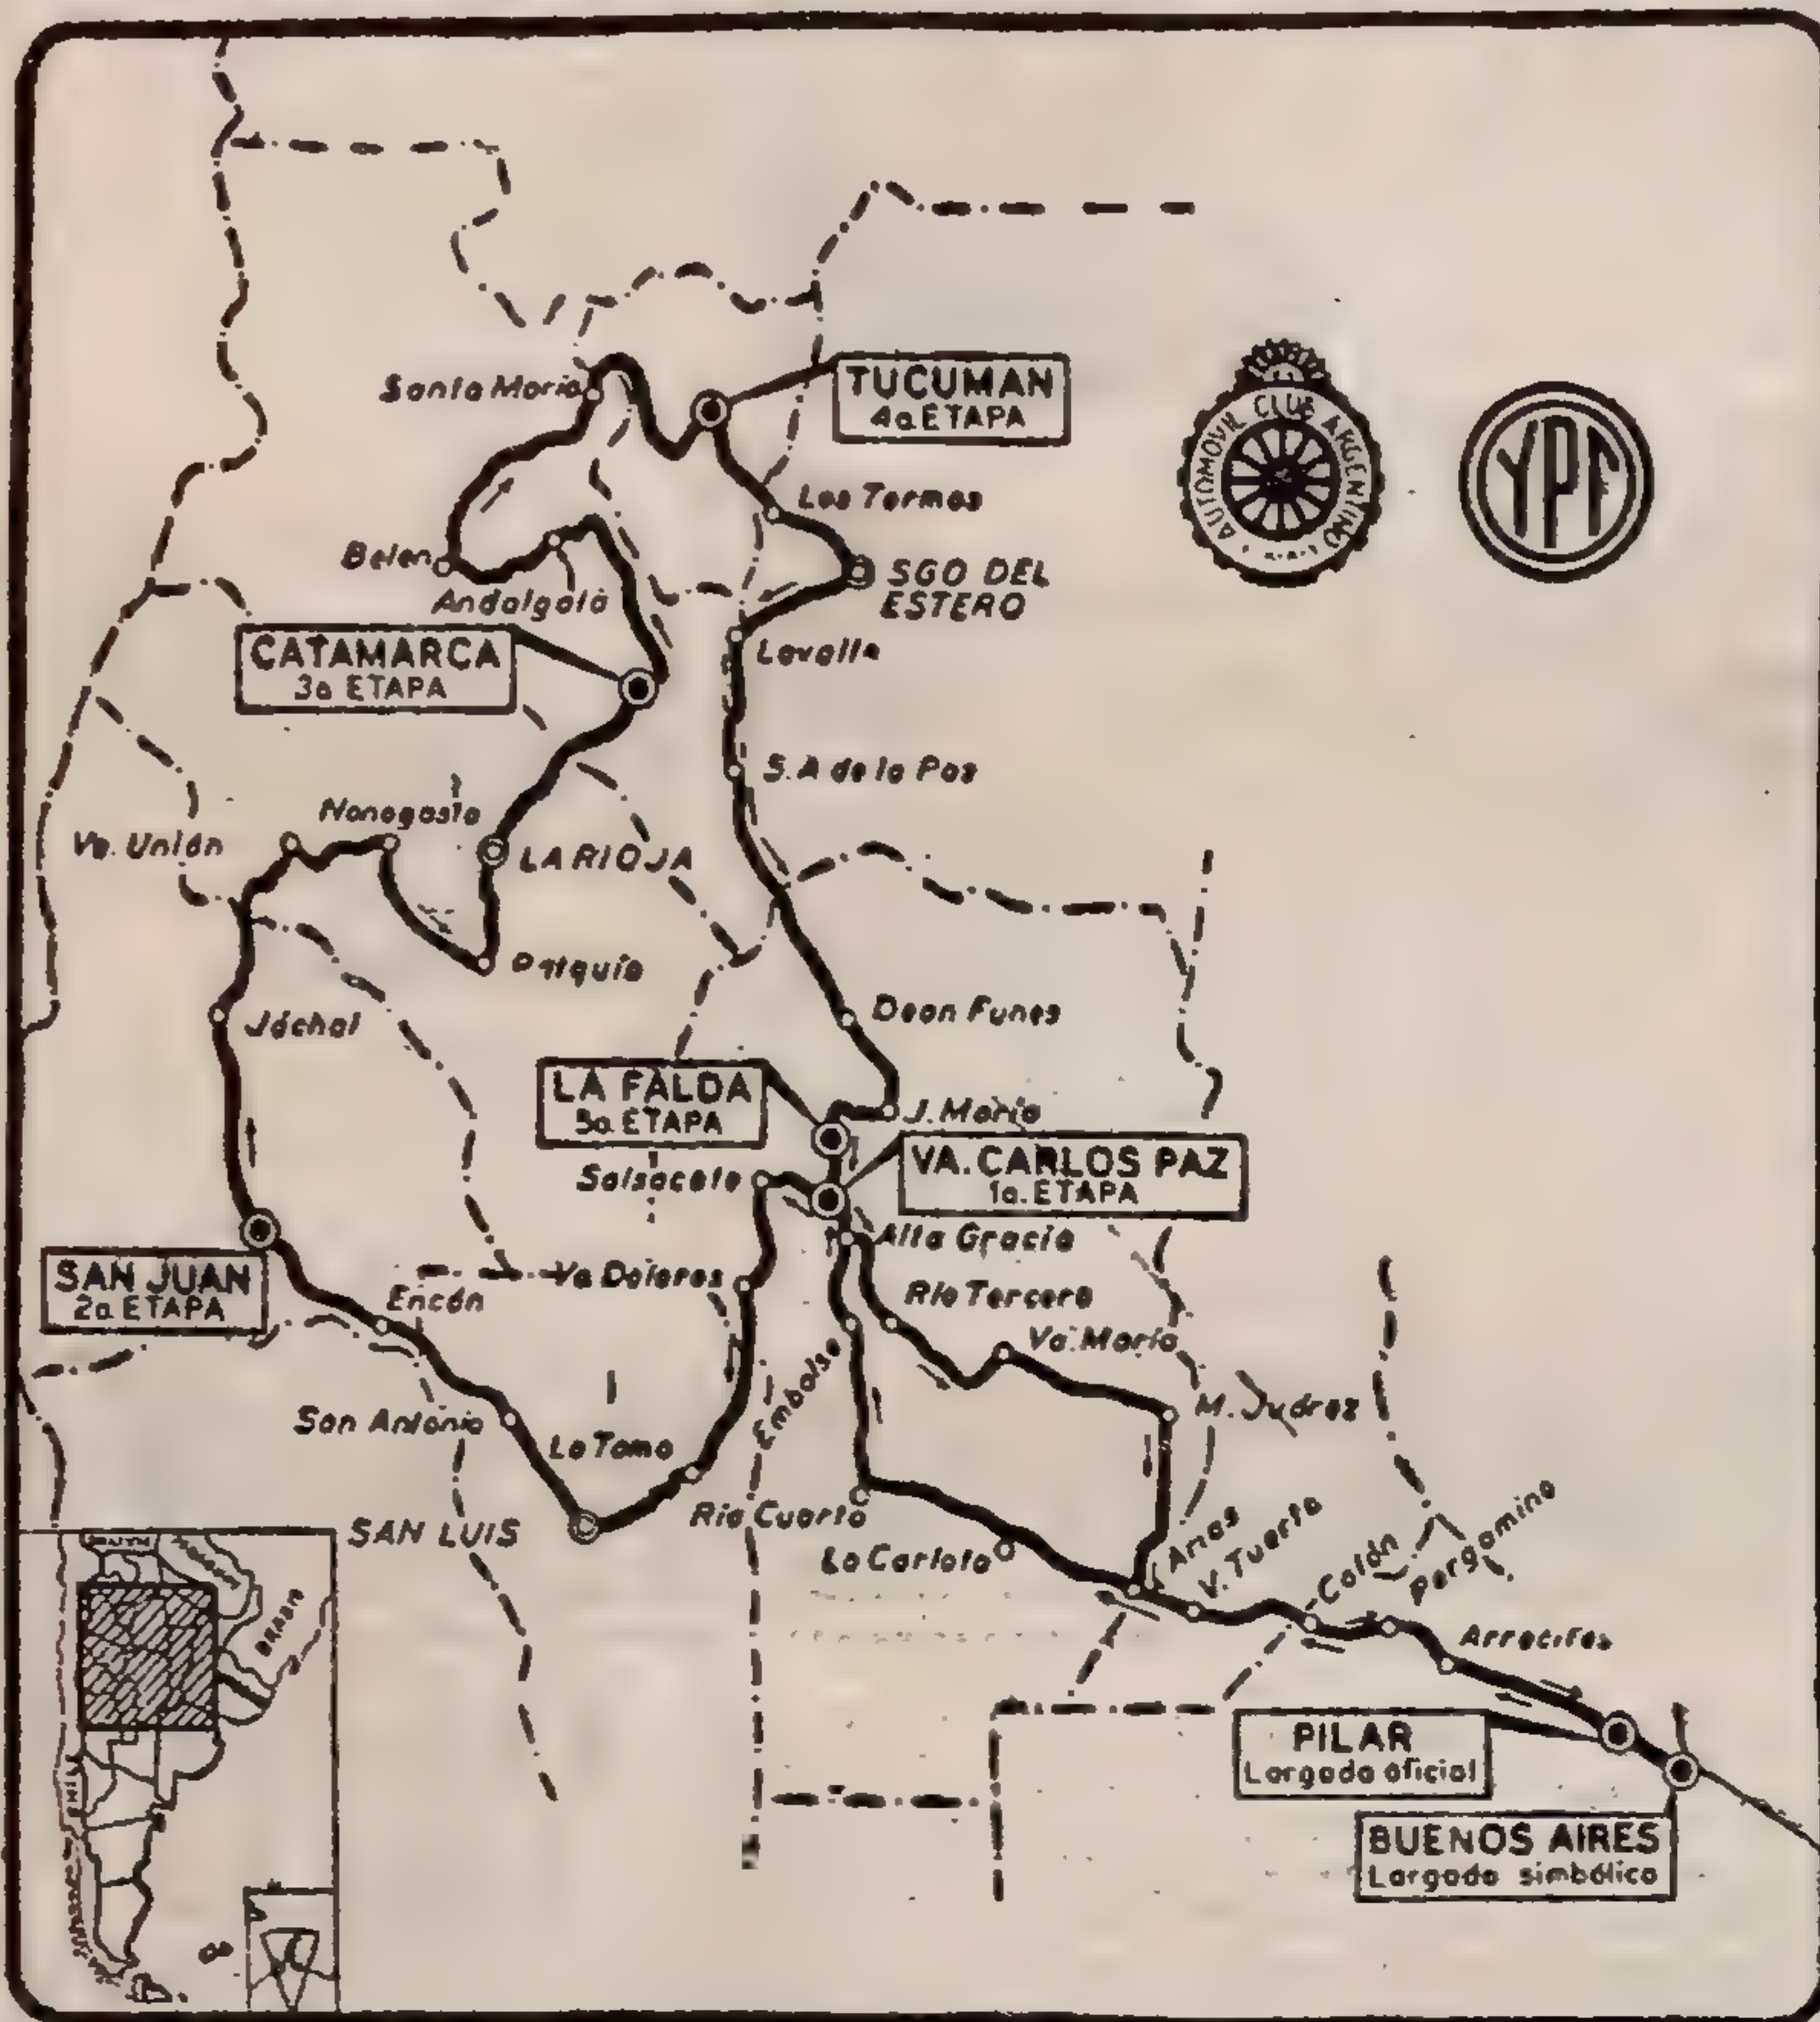 Santa María
TUCUMAN
4a ETAPA
AUTOMOVIL CLUB ARGENTINO
YPF
Las Termas
Belen
Andalgalá
SGO DEL
ESTERO
CATAMARCA
3a ETAPA
Lavalle
S.A de la Paz
Nonogasta
Va. Unión
LA RIOJA
Patquía
Jáchal
Dean Funes
LA FALDA
5a ETAPA
J. María
VA. CARLOS PAZ
1a. ETAPA
Salsacate
Alta Gracia
SAN JUAN
2a ETAPA
Va Dolores
Encón
Río Tercero
Va. María
Embalse
M. Juárez
San Antonio
La Toma
Río Cuarto
SAN LUIS
La Carlota
Arias
V. Tuerto
Colón
Pergamino
Arrecifes
PILAR
Largada oficial
BUENOS AIRES
Largada simbólica
BRASIL